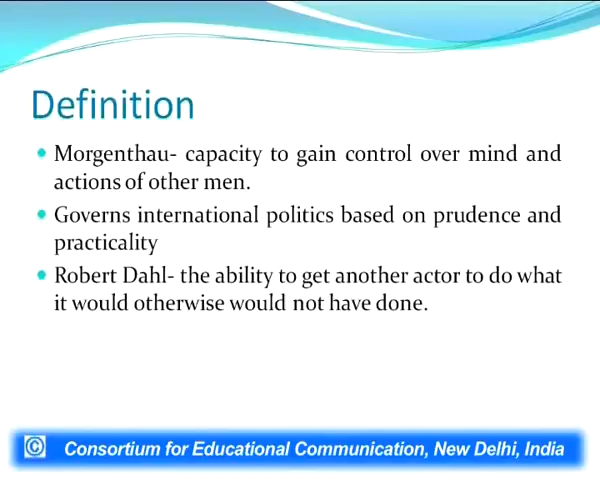 Definition
• Morgenthau- capacity to gain control over mind and
actions of other men.
• Governs international politics based on prudence and
practicality
• Robert Dahl- the ability to get another actor to do what
it would otherwise would not have done.
© Consortium for Educational Communication, New Delhi, India